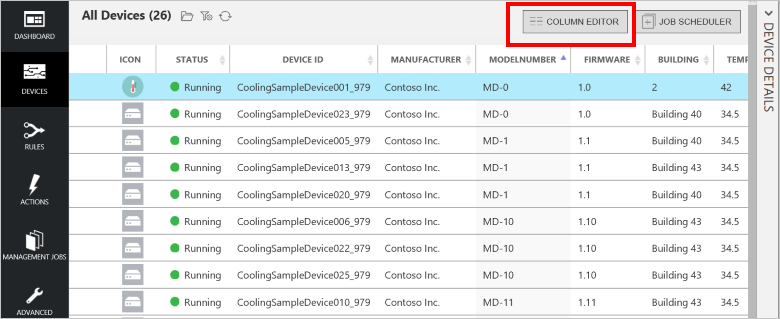 DASHBOARD
DEVICES
RULES
ACTIONS
MANAGEMENT JOBS
ADVANCED
All Devices (26)
COLUMN EDITOR
JOB SCHEDULER
DEVICE DETAILS
ICON STATUS DEVICE ID MANUFACTURER MODELNUMBER FIRMWARE BUILDING TEMP
Running CoolingSampleDevice001_979 Contoso Inc. MD-0 1.0 2 42
Running CoolingSampleDevice023_979 Contoso Inc. MD-0 1.0 Building 40 34.5
Running CoolingSampleDevice005_979 Contoso Inc. MD-1 1.1 Building 40 34.5
Running CoolingSampleDevice013_979 Contoso Inc. MD-1 1.1 Building 43 34.5
Running CoolingSampleDevice020_979 Contoso Inc. MD-1 1.1 Building 40 34.5
Running CoolingSampleDevice006_979 Contoso Inc. MD-10 1.10 Building 43 34.5
Running CoolingSampleDevice022_979 Contoso Inc. MD-10 1.10 Building 43 34.5
Running CoolingSampleDevice025_979 Contoso Inc. MD-10 1.10 Building 43 34.5
Running CoolingSampleDevice010_979 Contoso Inc. MD-11 1.11 Building 43 34.5